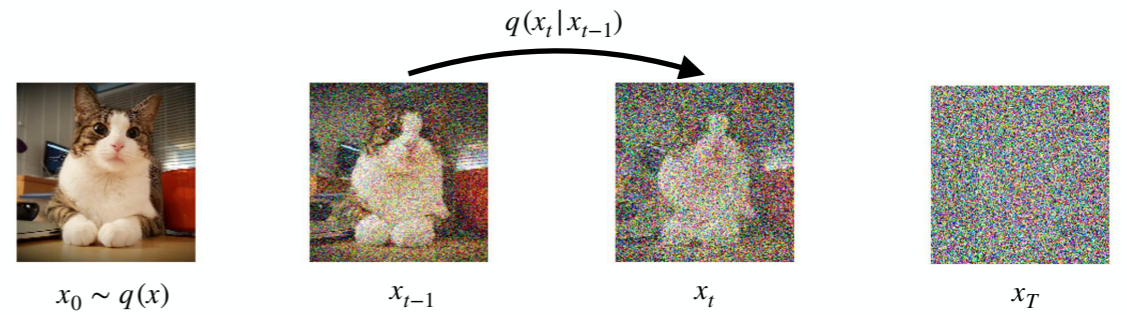 q(x_t|x_{t-1})
x_0 ∼ q(x)
x_{t-1}
x_t
x_T